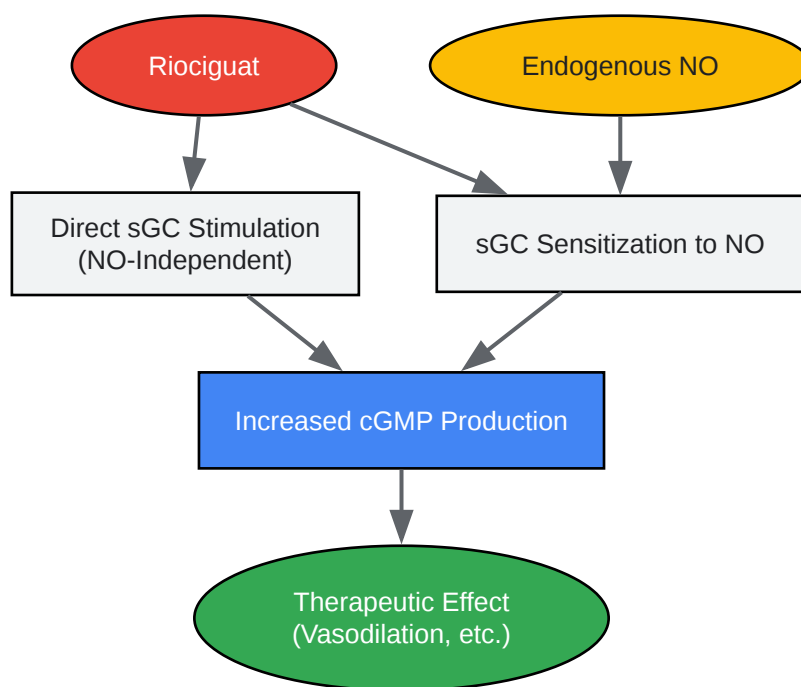 Riociguat
Endogenous NO
Direct sGC Stimulation
(NO-Independent)
sGC Sensitization to NO
Increased cGMP Production
Therapeutic Effect
(Vasodilation, etc.)